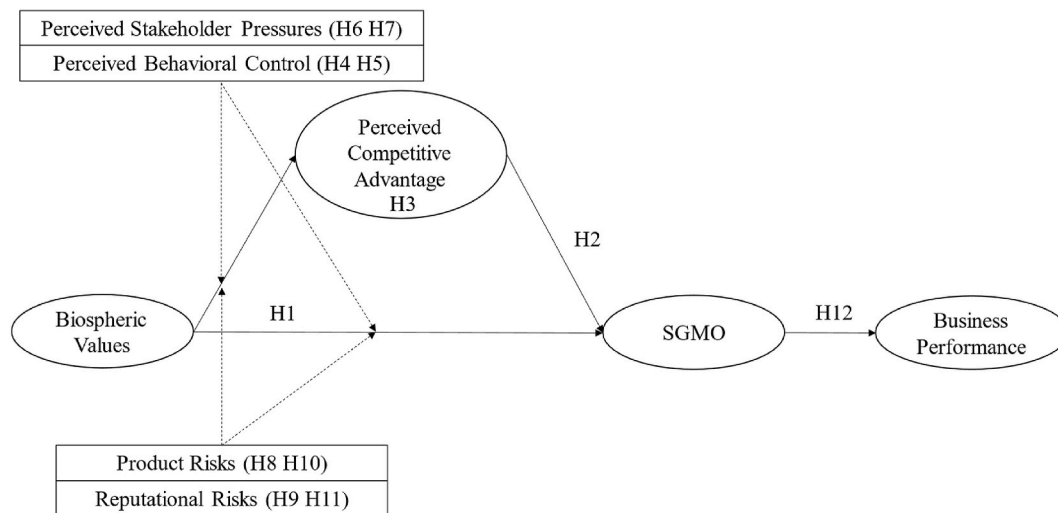 Perceived Stakeholder Pressures (H6 H7)
Perceived Behavioral Control (H4 H5)
Perceived
Competitive
Advantage
H3
H2
H1
Biospheric
Values
SGMO
H12
Business
Performance
Product Risks (H8 H10)
Reputational Risks (H9 H11)